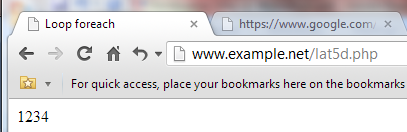 Loop foreach
https://www.google.com/
www.example.net/lat5d.php
For quick access, place your bookmarks here on the bookmarks
1234